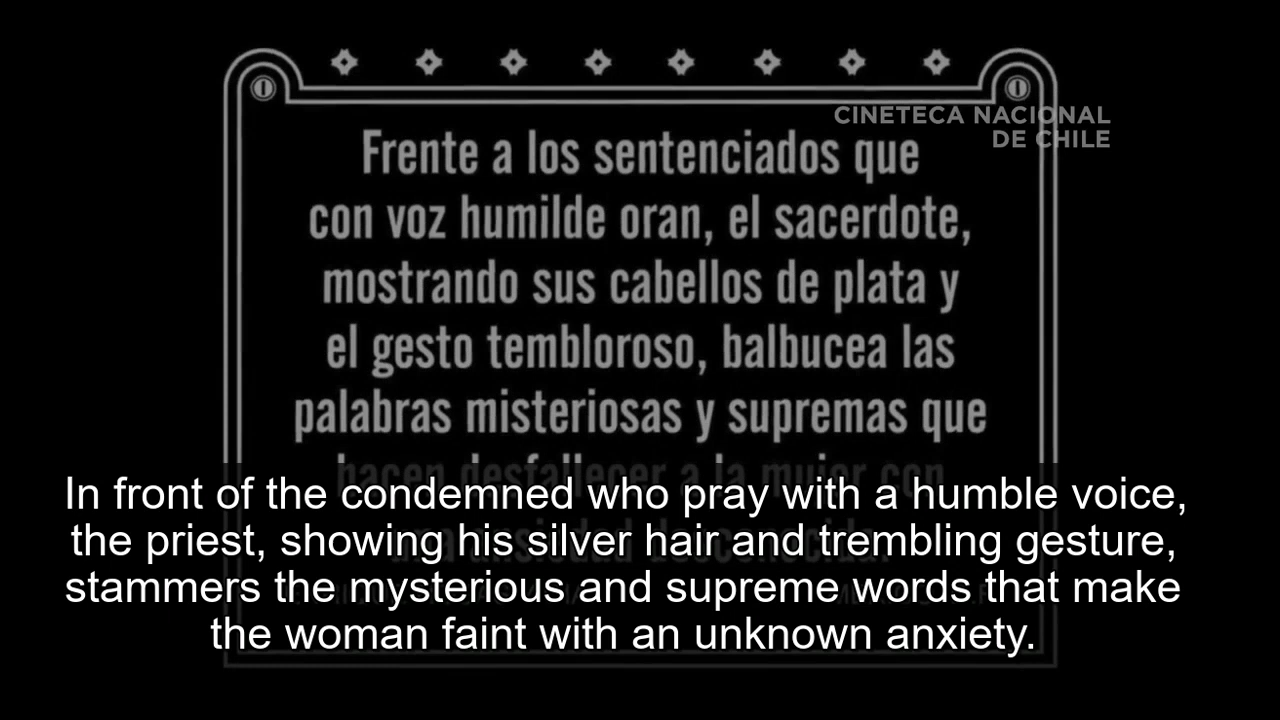 CINETECA NACIONAL
DE CHILE
Frente a los sentenciados que
con voz humilde oran, el sacerdote,
mostrando sus cabellos de plata y
el gesto tembloroso, balbucea las
palabras misteriosas y supremas que
hacen desfallecer a la mujer con
una ansiedad desconocida.
In front of the condemned who pray with a humble voice,
the priest, showing his silver hair and trembling gesture,
stammers the mysterious and supreme words that make
the woman faint with an unknown anxiety.